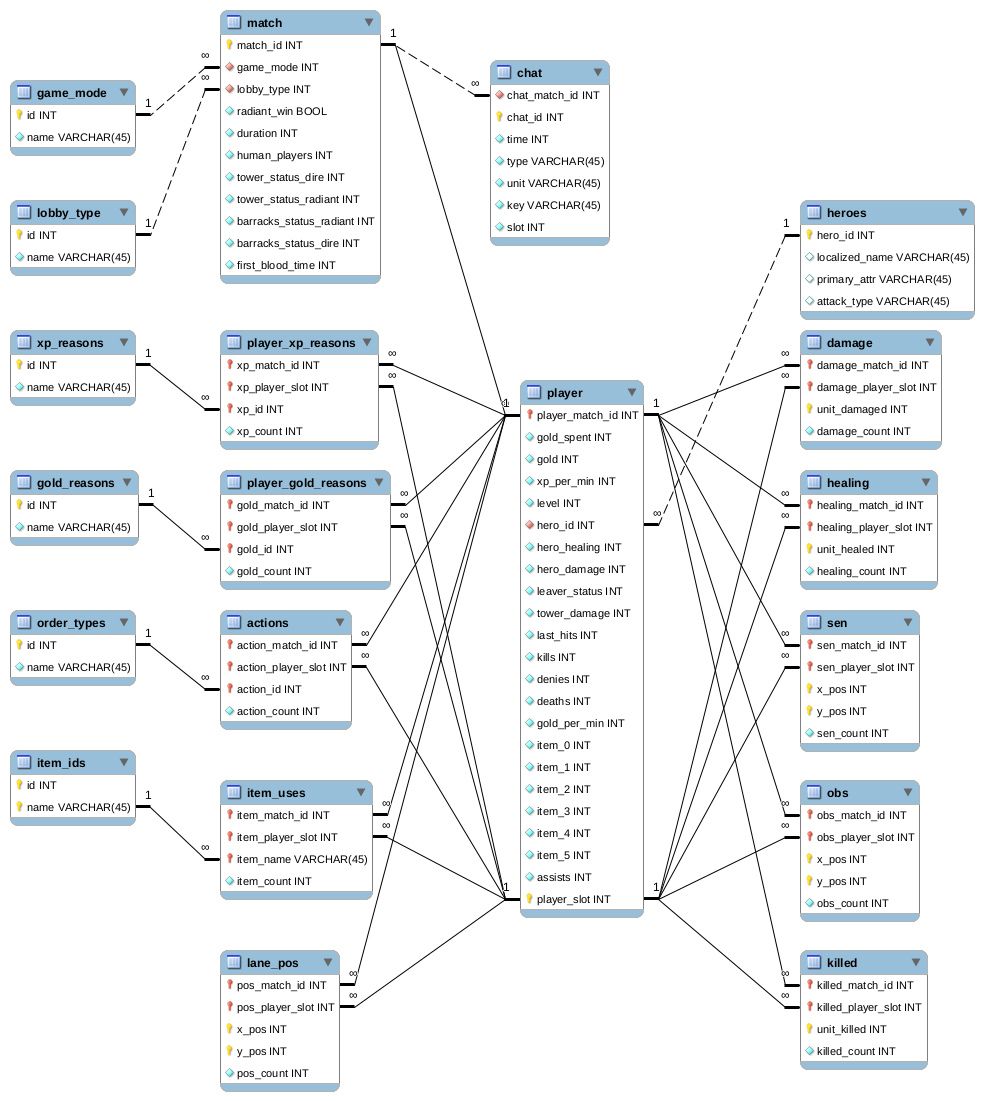 match
match_id INT
game_mode INT
lobby_type INT
radiant_win BOOL
duration INT
human_players INT
tower_status_dire INT
tower_status_radiant INT
barracks_status_radiant INT
barracks_status_dire INT
first_blood_time INT
1
∞
∞
game_mode
id INT
name VARCHAR(45)
1
lobby_type
id INT
name VARCHAR(45)
1
chat
chat_match_id INT
chat_id INT
time INT
type VARCHAR(45)
unit VARCHAR(45)
key VARCHAR(45)
slot INT
∞
heroes
hero_id INT
localized_name VARCHAR(45)
primary_attr VARCHAR(45)
attack_type VARCHAR(45)
1
xp_reasons
id INT
name VARCHAR(45)
1
∞
player_xp_reasons
xp_match_id INT
xp_player_slot INT
xp_id INT
xp_count INT
∞
∞
gold_reasons
id INT
name VARCHAR(45)
1
∞
player_gold_reasons
gold_match_id INT
gold_player_slot INT
gold_id INT
gold_count INT
∞
∞
order_types
id INT
name VARCHAR(45)
1
∞
actions
action_match_id INT
action_player_slot INT
action_id INT
action_count INT
∞
∞
item_ids
id INT
name VARCHAR(45)
1
∞
item_uses
item_match_id INT
item_player_slot INT
item_name VARCHAR(45)
item_count INT
∞
∞
lane_pos
pos_match_id INT
pos_player_slot INT
x_pos INT
y_pos INT
pos_count INT
∞
∞
player
player_match_id INT
gold_spent INT
gold INT
xp_per_min INT
level INT
hero_id INT
hero_healing INT
hero_damage INT
leaver_status INT
tower_damage INT
last_hits INT
kills INT
denies INT
deaths INT
gold_per_min INT
item_0 INT
item_1 INT
item_2 INT
item_3 INT
item_4 INT
item_5 INT
assists INT
player_slot INT
1
1
∞
1
1
damage
damage_match_id INT
damage_player_slot INT
unit_damaged INT
damage_count INT
∞
∞
healing
healing_match_id INT
healing_player_slot INT
unit_healed INT
healing_count INT
∞
∞
sen
sen_match_id INT
sen_player_slot INT
x_pos INT
y_pos INT
sen_count INT
∞
∞
obs
obs_match_id INT
obs_player_slot INT
x_pos INT
y_pos INT
obs_count INT
∞
∞
killed
killed_match_id INT
killed_player_slot INT
unit_killed INT
killed_count INT
∞
∞